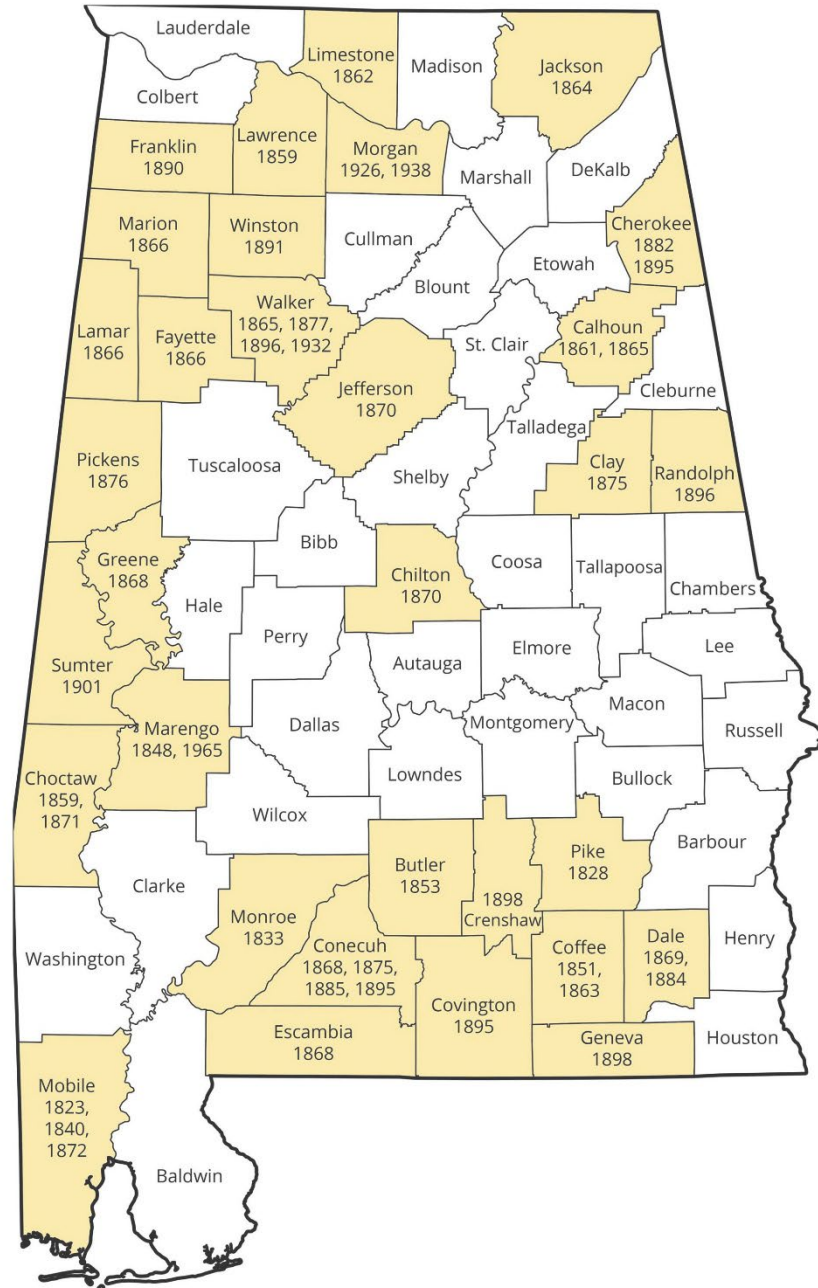 Lauderdale
Limestone
1862
Madison
Jackson
1864
Colbert
Franklin
1890
Lawrence
1859
Morgan
1926, 1938
Marshall
DeKalb
Marion
1866
Winston
1891
Cullman
Blount
Etowah
Cherokee
1882
1895
Lamar
1866
Fayette
1866
Walker
1865, 1877,
1896, 1932
Jefferson
1870
St. Clair
Calhoun
1861, 1865
Cleburne
Pickens
1876
Tuscaloosa
Shelby
Talladega
Clay
1875
Randolph
1896
Greene
1868
Hale
Bibb
Chilton
1870
Coosa
Tallapoosa
Chambers
Sumter
1901
Perry
Autauga
Elmore
Lee
Marengo
1848, 1965
Dallas
Lowndes
Montgomery
Macon
Russell
Choctaw
1859,
1871
Wilcox
Bullock
Barbour
Clarke
Butler
1853
1898
Crenshaw
Pike
1828
Washington
Monroe
1833
Conecuh
1868, 1875,
1885, 1895
Covington
1895
Coffee
1851,
1863
Dale
1869,
1884
Henry
Escambia
1868
Geneva
1898
Houston
Mobile
1823,
1840,
1872
Baldwin